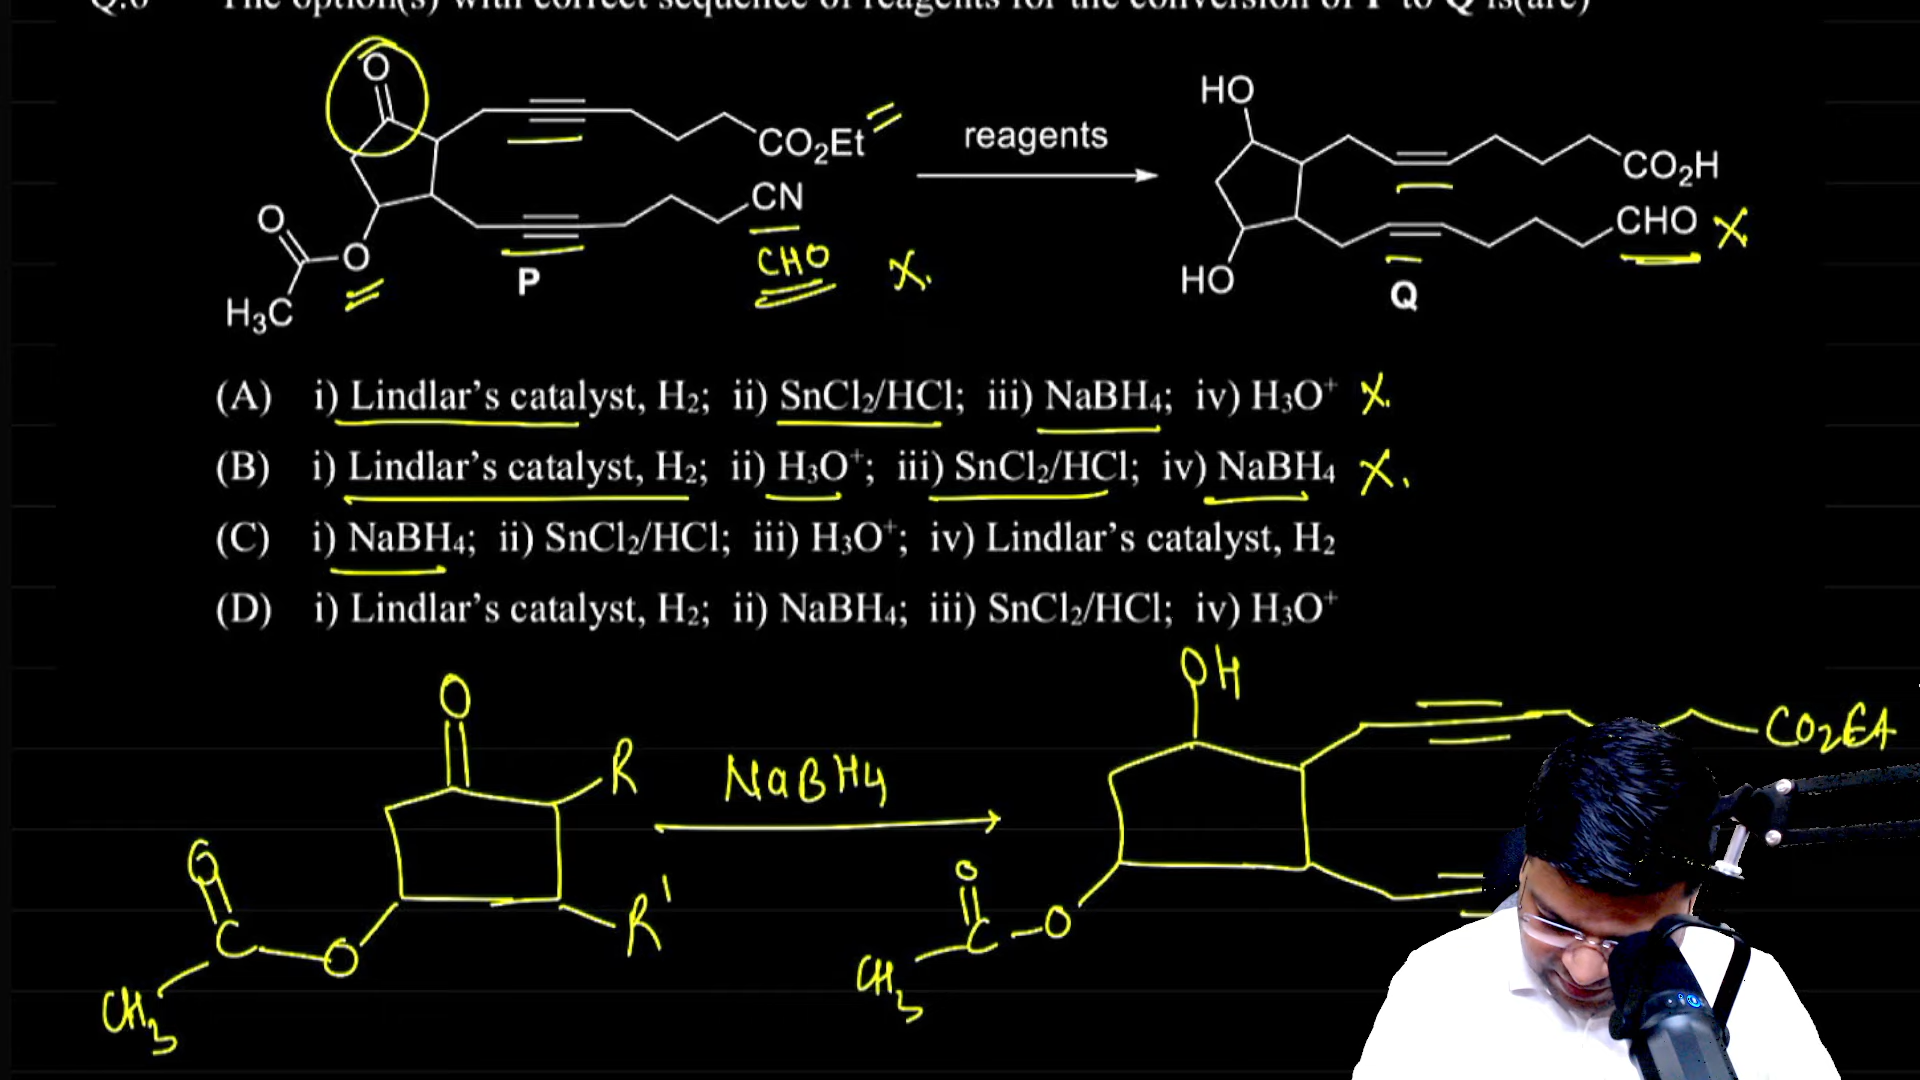 Q.6 The option(s) with correct sequence of reagents for the conversion of P to Q is(are)
O
CO₂Et
CN
O
O
H₃C
P
CHO X.
reagents
HO
CO₂H
CHO X
HO
Q
(A) i) Lindlar's catalyst, H₂; ii) SnCl₂/HCl; iii) NaBH₄; iv) H₃O⁺ X.
(B) i) Lindlar's catalyst, H₂; ii) H₃O⁺; iii) SnCl₂/HCl; iv) NaBH₄ X.
(C) i) NaBH₄; ii) SnCl₂/HCl; iii) H₃O⁺; iv) Lindlar's catalyst, H₂
(D) i) Lindlar's catalyst, H₂; ii) NaBH₄; iii) SnCl₂/HCl; iv) H₃O⁺
O
R
R'
O
C
O
CH₃
NaBH₄
OH
CO₂Et
O
C-O
CH₃